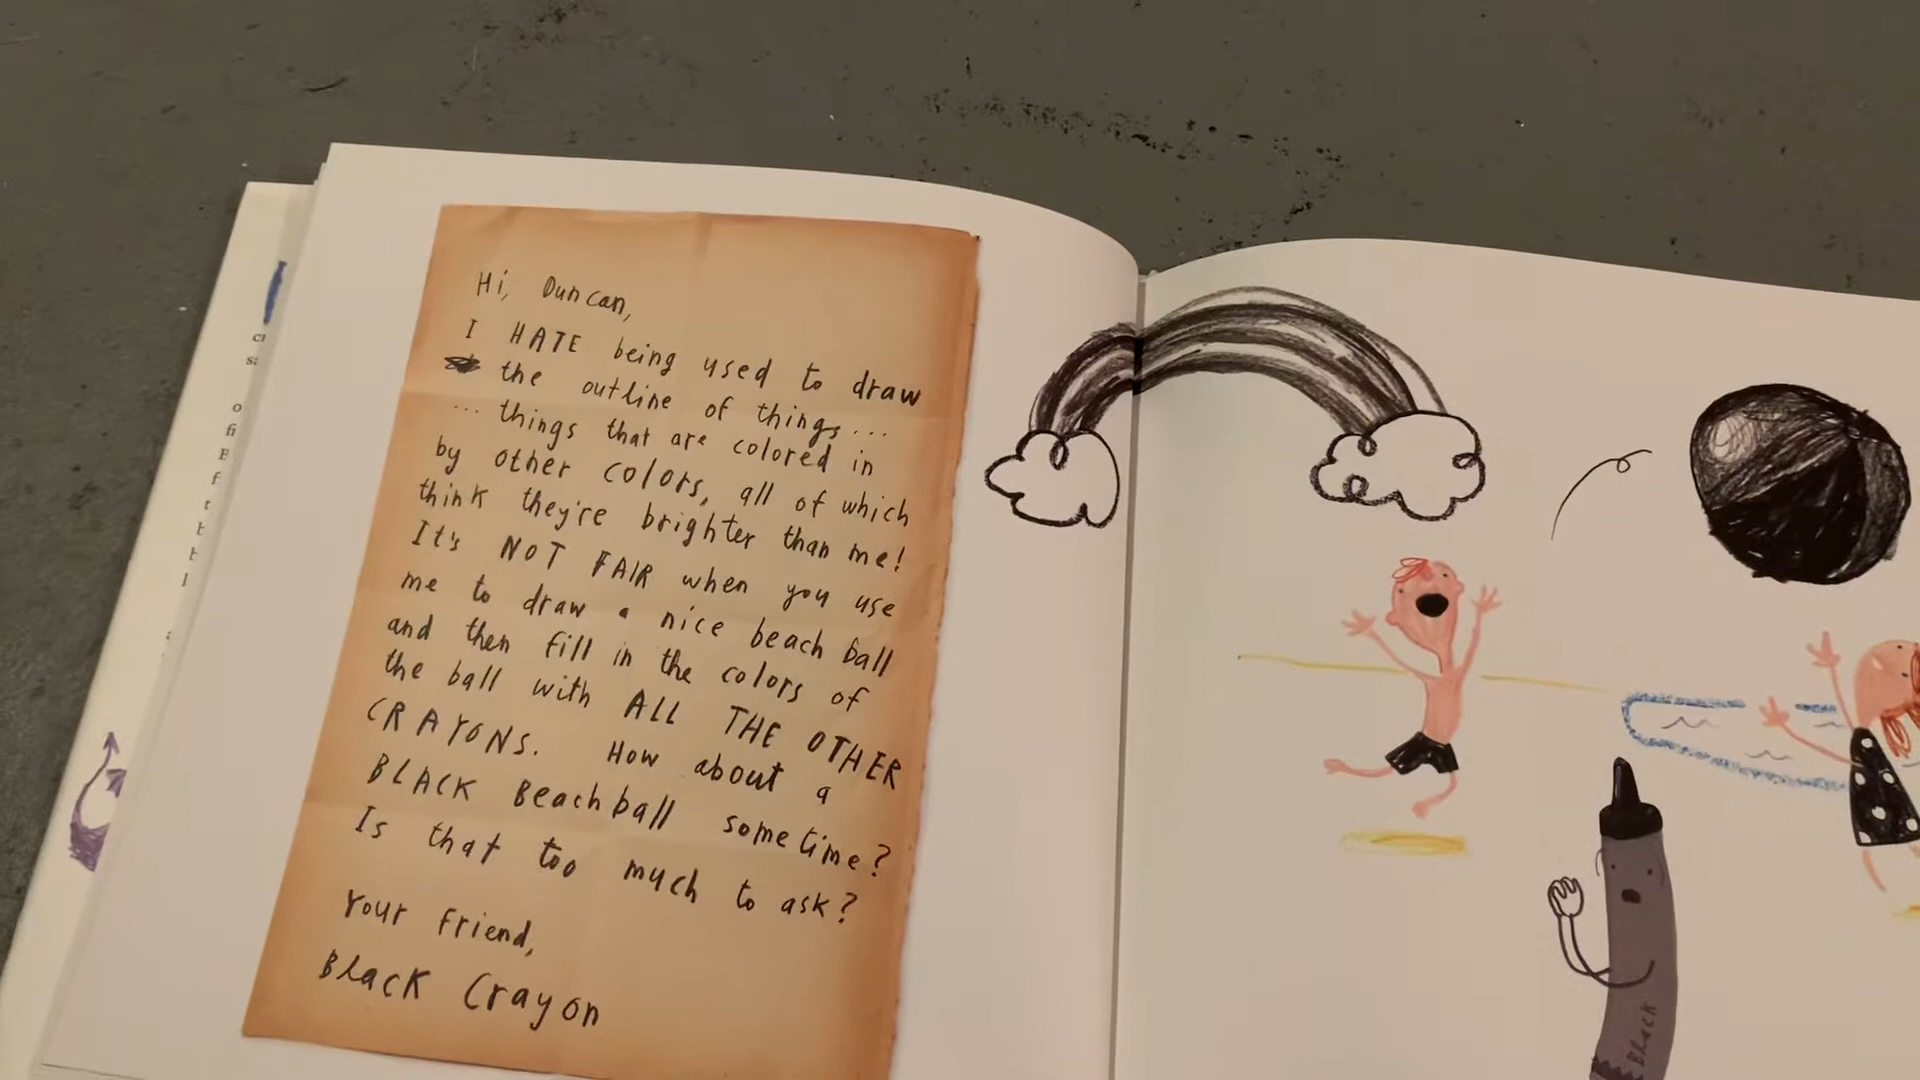 Hi, Duncan,
I HATE being used to draw
the outline of things...
... things that are colored in
by other colors, all of which
think they're brighter than me!
It's NOT FAIR when you use
me to draw a nice beach ball
and then fill in the colors of
the ball with ALL THE OTHER
CRAYONS. How about a
BLACK Beachball sometime?
Is that too much to ask?
Your friend,
Black Crayon
Black